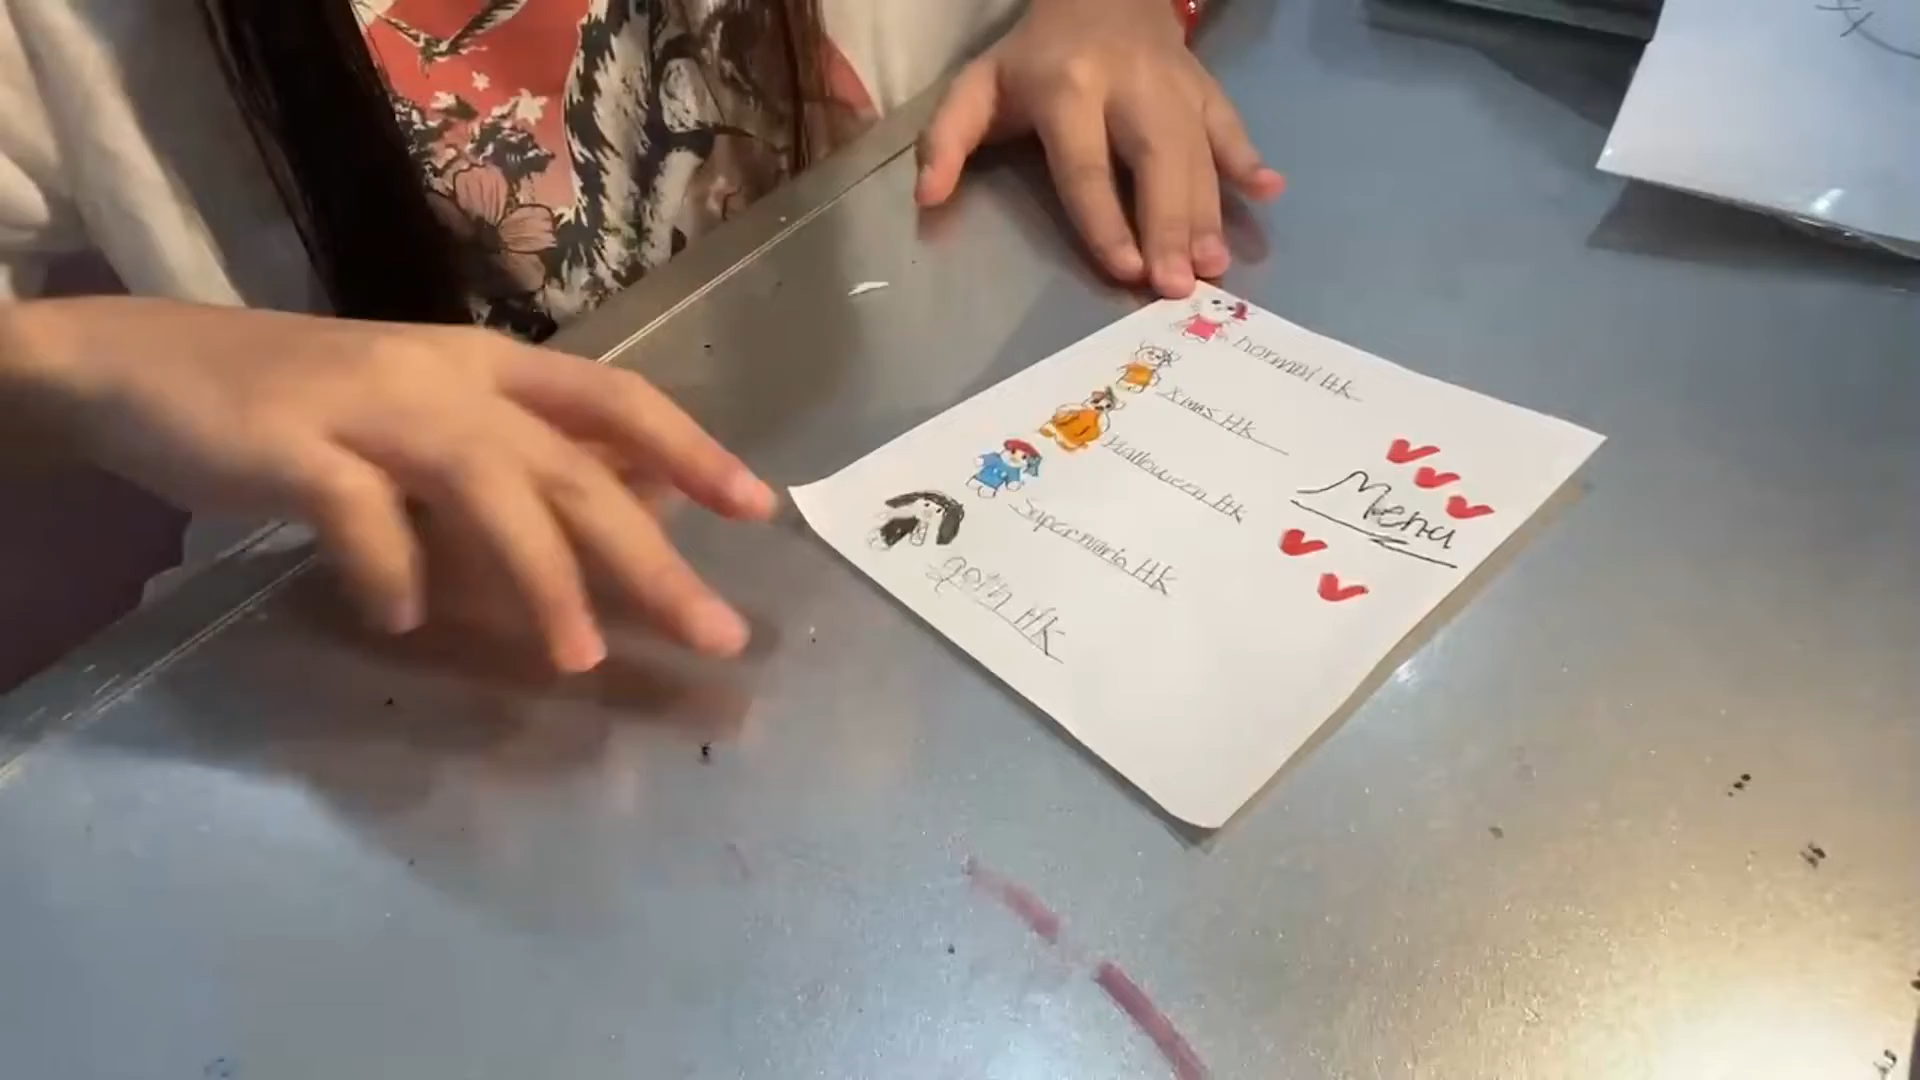 Menu
normal HK
Xmas HK
Halloween HK
Supermario HK
goth HK